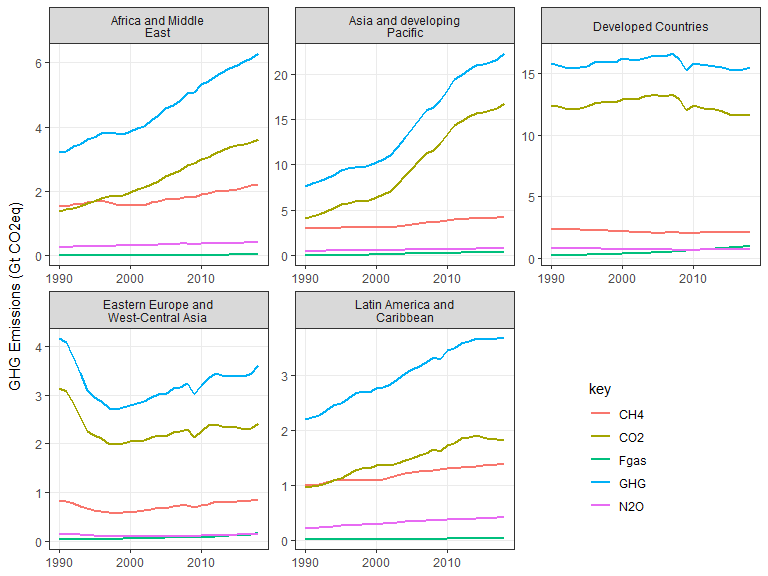 Africa and Middle
East
Asia and developing
Pacific
Developed Countries
GHG Emissions (Gt CO2eq)
6
4
2
0
1990
2000
2010
20
15
10
5
0
1990
2000
2010
15
10
5
0
1990
2000
2010
Eastern Europe and
West-Central Asia
Latin America and
Caribbean
4
3
2
1
0
1990
2000
2010
3
2
1
0
1990
2000
2010
key
CH4
CO2
Fgas
GHG
N2O